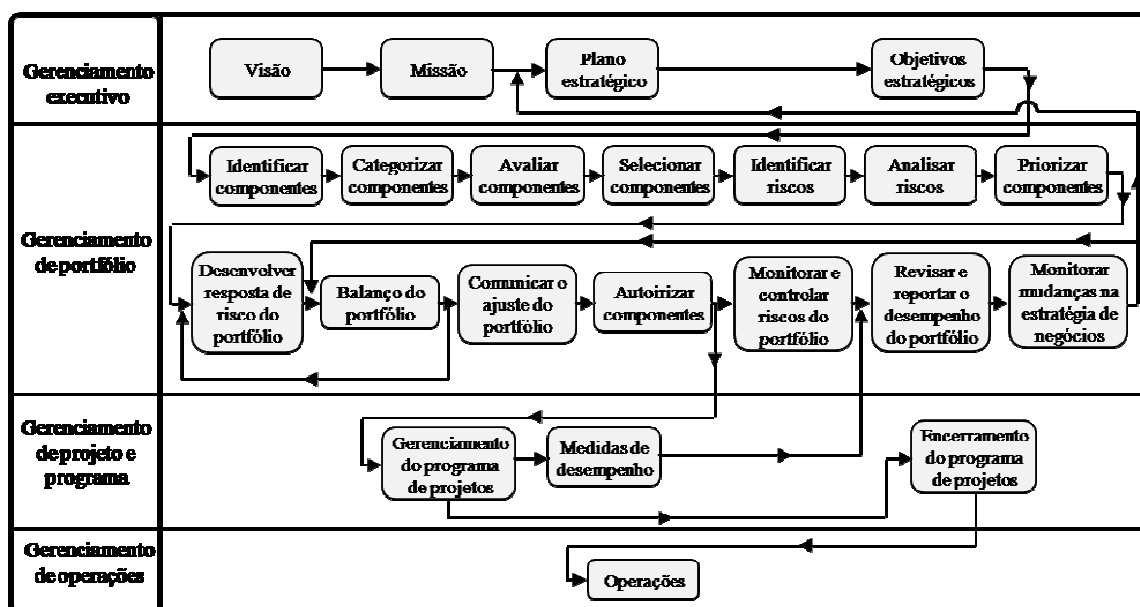 Gerenciamento
executivo
Visão
Missão
Plano
estratégico
Objetivos
estratégicos
Gerenciamento
de portfólio
Identificar
componentes
Categorizar
componentes
Avaliar
componentes
Selecionar
componentes
Identificar
riscos
Analisar
riscos
Priorizar
componentes
Desenvolver
resposta de
risco do
portfólio
Balanço do
portfólio
Comunicar o
ajuste do
portfólio
Autoirizar
componentes
Monitorar e
controlar
riscos do
portfólio
Revisar e
reportar o
desempenho
do portfólio
Monitorar
mudanças na
estratégia de
negócios
Gerenciamento
de projeto e
programa
Gerenciamento
do programa
de projetos
Medidas de
desempenho
Encerramento
do programa
de projetos
Gerenciamento
de operações
Operações